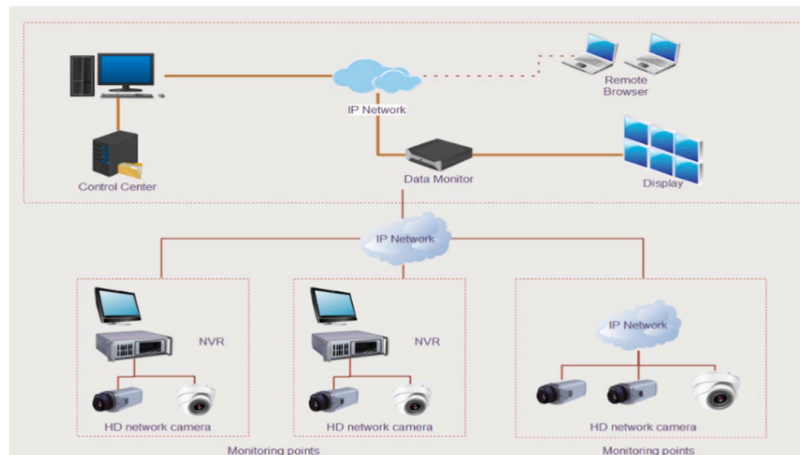 Remote
Browser
IP Network
Control Center
Data Monitor
Display
IP Network
NVR
NVR
IP Network
HD network camera
HD network camera
HD network camera
Monitoring points
Monitoring points